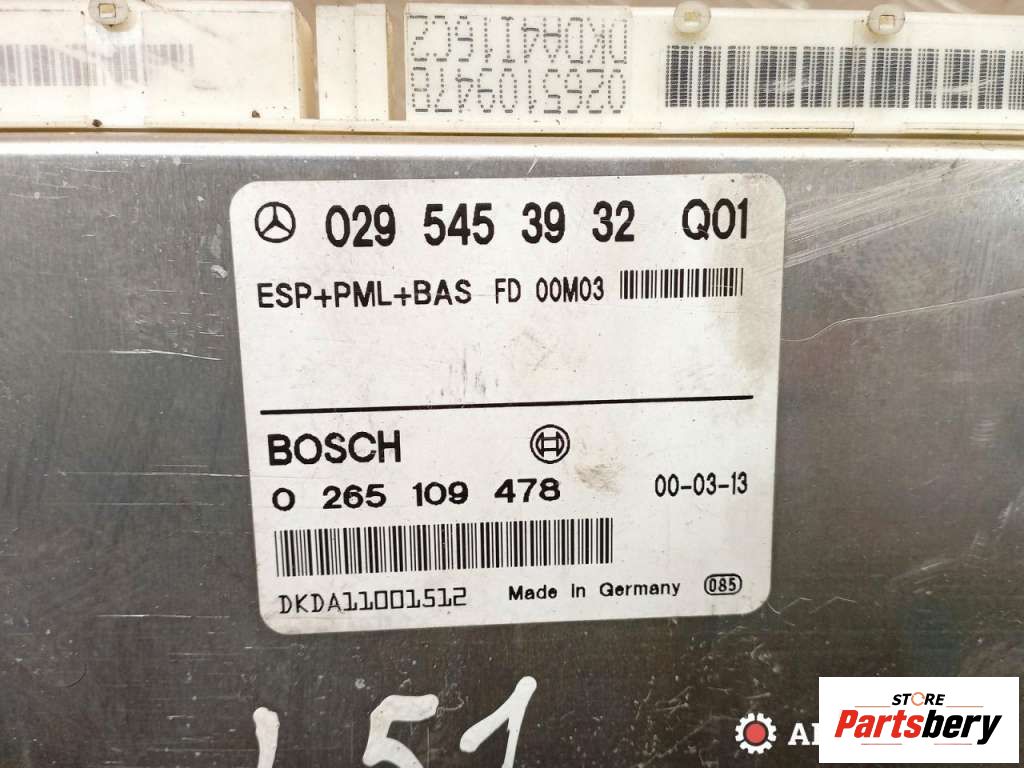 DKDA4116C2
0265109478
029 545 39 32 Q01
ESP+PML+BAS FD 00M03
BOSCH
0 265 109 478 00-03-13
DKDA11001512 Made in Germany 085
151
STORE
Partsbery